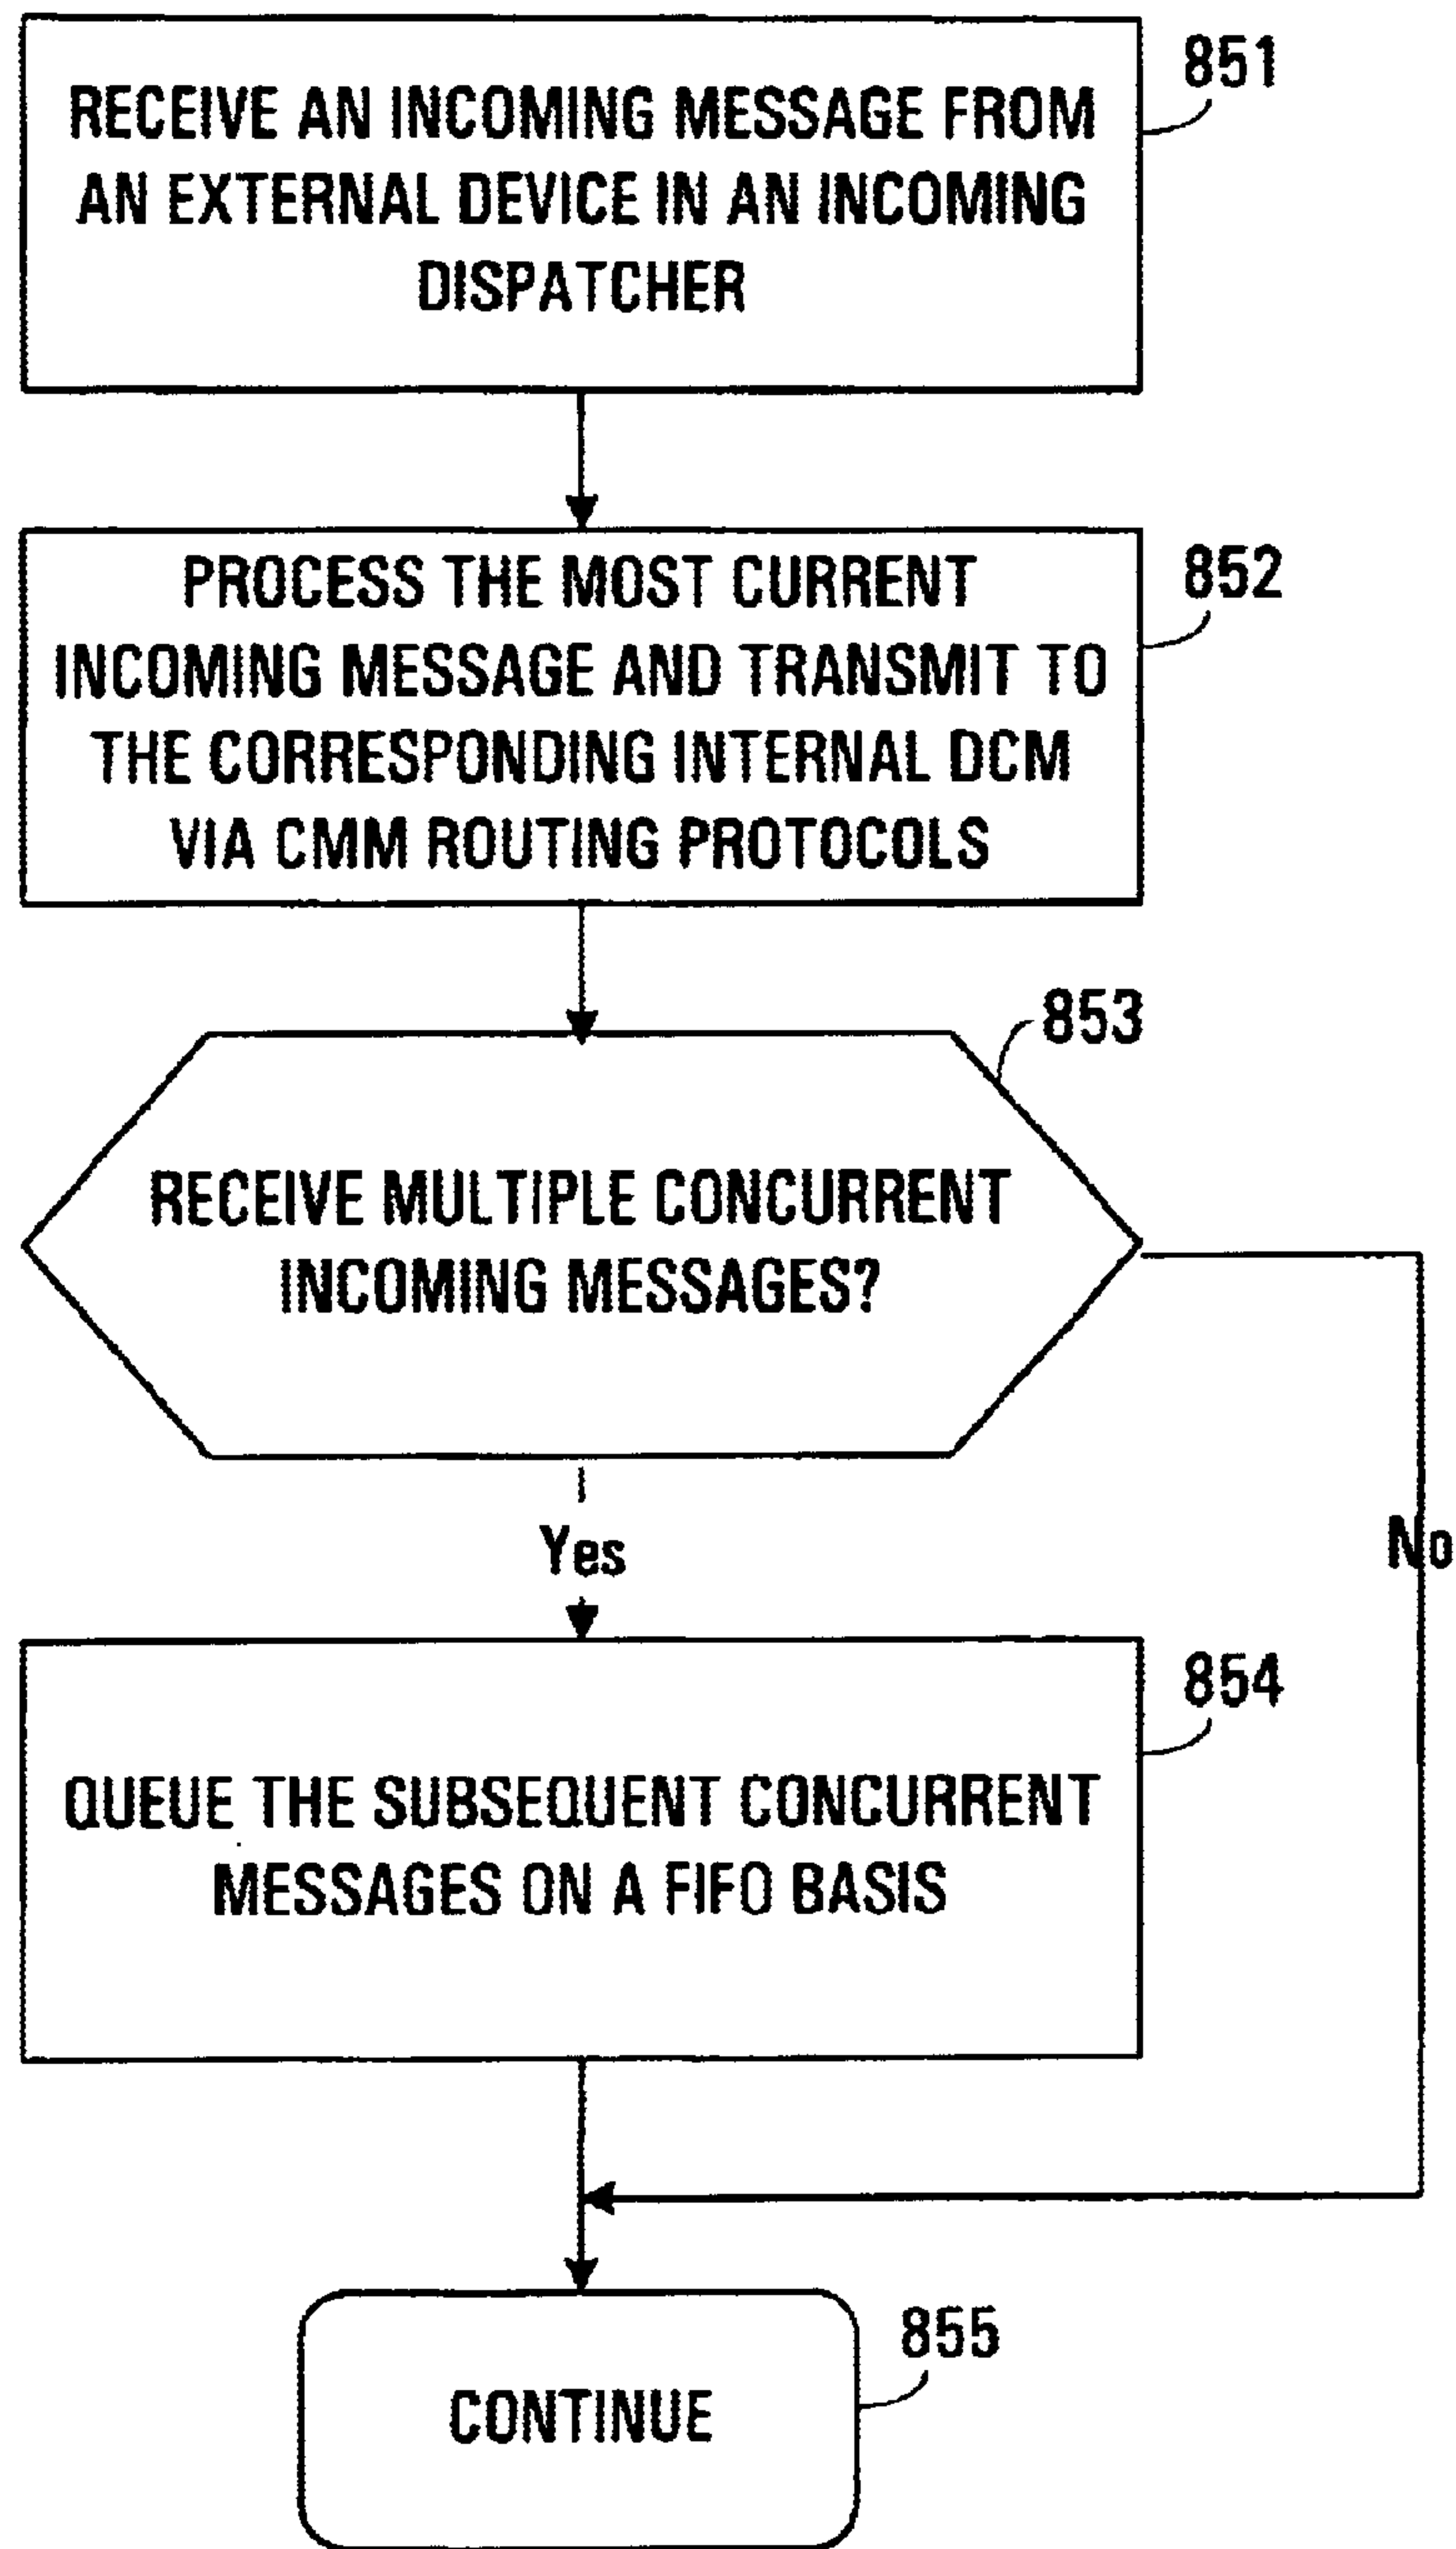 RECEIVE AN INCOMING MESSAGE FROM
AN EXTERNAL DEVICE IN AN INCOMING
DISPATCHER
851
PROCESS THE MOST CURRENT
INCOMING MESSAGE AND TRANSMIT TO
THE CORRESPONDING INTERNAL DCM
VIA CMM ROUTING PROTOCOLS
852
853
RECEIVE MULTIPLE CONCURRENT
INCOMING MESSAGES?
Yes
No
854
QUEUE THE SUBSEQUENT CONCURRENT
MESSAGES ON A FIFO BASIS
855
CONTINUE